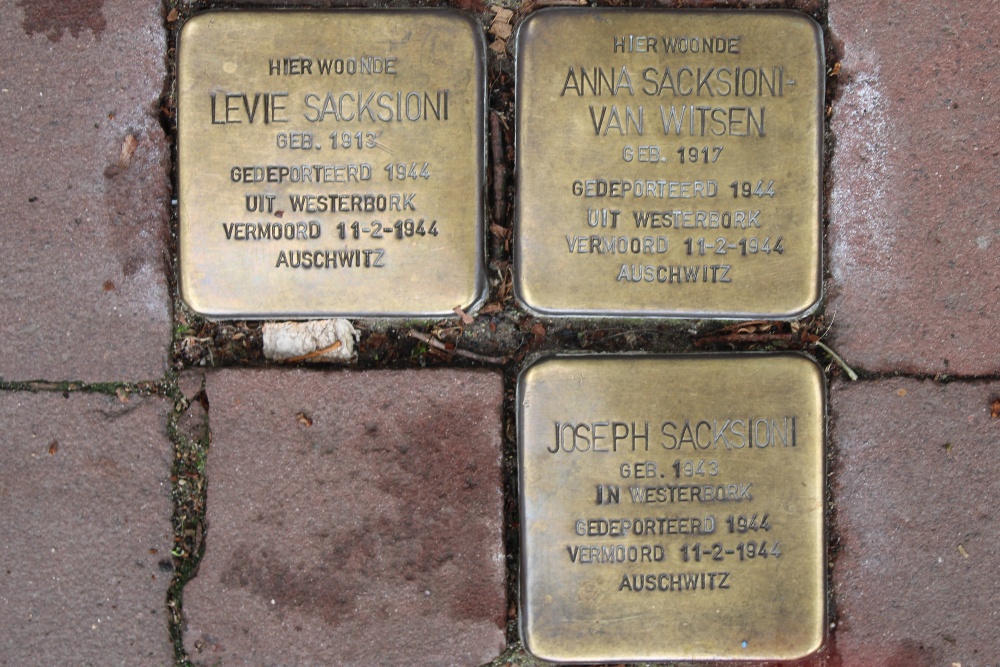 HIER WOONDE
LEVIE SACKSIONI
GEB. 1913
GEDEPORTEERD 1944
UIT WESTERBORK
VERMOORD 11-2-1944
AUSCHWITZ
HIER WOONDE
ANNA SACKSIONI-
VAN WITSEN
GEB. 1917
GEDEPORTEERD 1944
UIT WESTERBORK
VERMOORD 11-2-1944
AUSCHWITZ
JOSEPH SACKSIONI
GEB. 1943
IN WESTERBORK
GEDEPORTEERD 1944
VERMOORD 11-2-1944
AUSCHWITZ